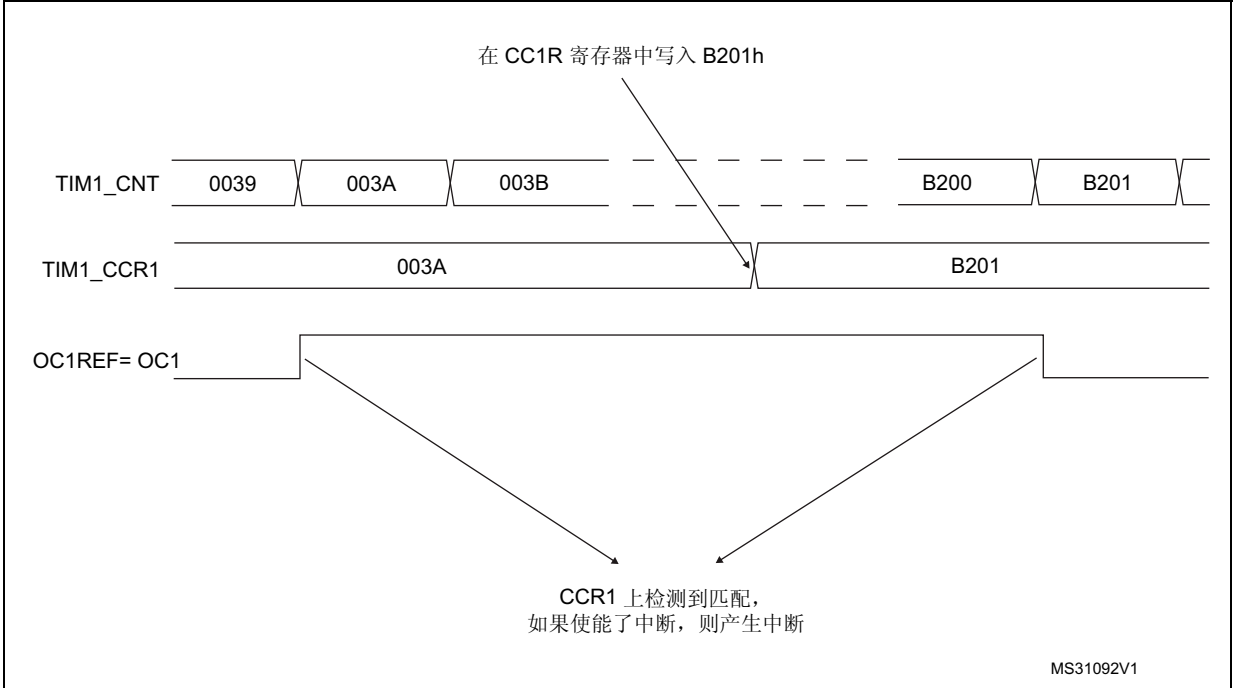 在 CC1R 寄存器中写入 B201h
TIM1_CNT 0039 003A 003B B200 B201
TIM1_CCR1 003A B201
OC1REF= OC1
CCR1 上检测到匹配，
如果使能了中断，则产生中断
MS31092V1